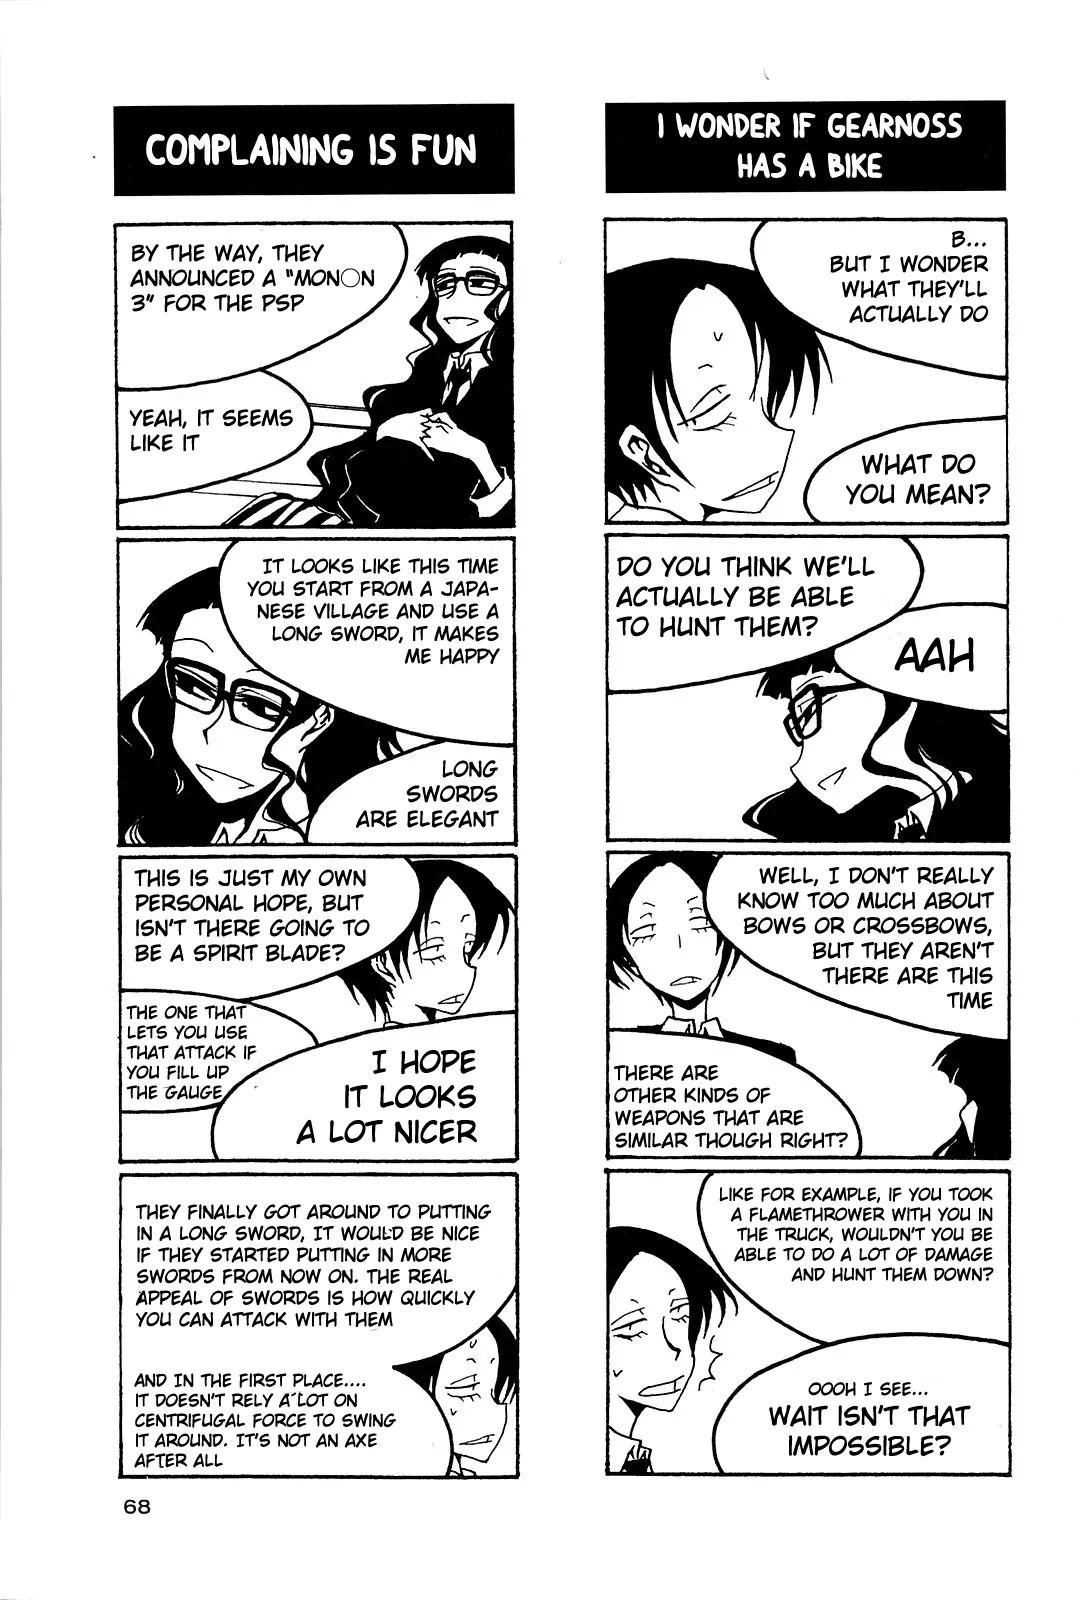 I WONDER IF GEARNOSS
HAS A BIKE
B...
BUT I WONDER
WHAT THEY'LL
ACTUALLY DO
WHAT DO
YOU MEAN?
DO YOU THINK WE'LL
ACTUALLY BE ABLE
TO HUNT THEM?
AAH
WELL, I DON'T REALLY
KNOW TOO MUCH ABOUT
BOWS OR CROSSBOWS,
BUT THEY AREN'T
THERE ARE THIS
TIME
THERE ARE
OTHER KINDS OF
WEAPONS THAT ARE
SIMILAR THOUGH RIGHT?
LIKE FOR EXAMPLE, IF YOU TOOK
A FLAMETHROWER WITH YOU IN
THE TRUCK, WOULDN'T YOU BE
ABLE TO DO A LOT OF DAMAGE
AND HUNT THEM DOWN?
OOOH I SEE...
WAIT ISN'T THAT
IMPOSSIBLE?
COMPLAINING IS FUN
BY THE WAY, THEY
ANNOUNCED A "MON○N
3" FOR THE PSP
YEAH, IT SEEMS
LIKE IT
IT LOOKS LIKE THIS TIME
YOU START FROM A JAPA-
NESE VILLAGE AND USE A
LONG SWORD, IT MAKES
ME HAPPY
LONG
SWORDS
ARE ELEGANT
THIS IS JUST MY OWN
PERSONAL HOPE, BUT
ISN'T THERE GOING TO
BE A SPIRIT BLADE?
THE ONE THAT
LETS YOU USE
THAT ATTACK IF
YOU FILL UP
THE GAUGE
I HOPE
IT LOOKS
A LOT NICER
THEY FINALLY GOT AROUND TO PUTTING
IN A LONG SWORD, IT WOULD BE NICE
IF THEY STARTED PUTTING IN MORE
SWORDS FROM NOW ON. THE REAL
APPEAL OF SWORDS IS HOW QUICKLY
YOU CAN ATTACK WITH THEM
AND IN THE FIRST PLACE....
IT DOESN'T RELY A LOT ON
CENTRIFUGAL FORCE TO SWING
IT AROUND. IT'S NOT AN AXE
AFTER ALL
68